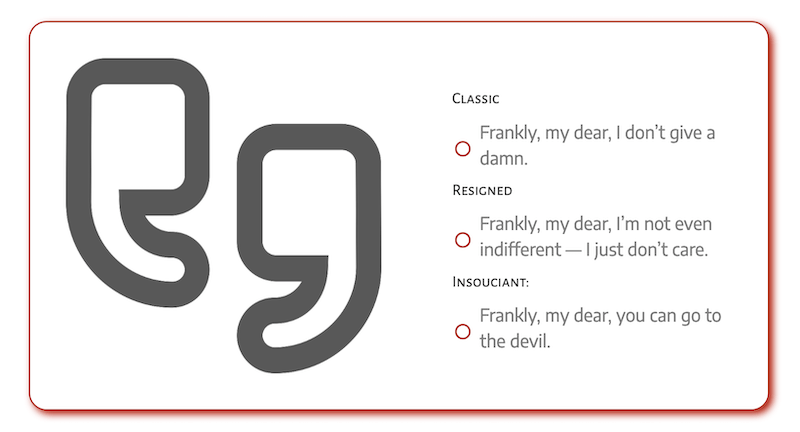 Classic
Frankly, my dear, I don’t give a
damn.
Resigned
Frankly, my dear, I’m not even
indifferent — I just don’t care.
Insouciant:
Frankly, my dear, you can go to
the devil.